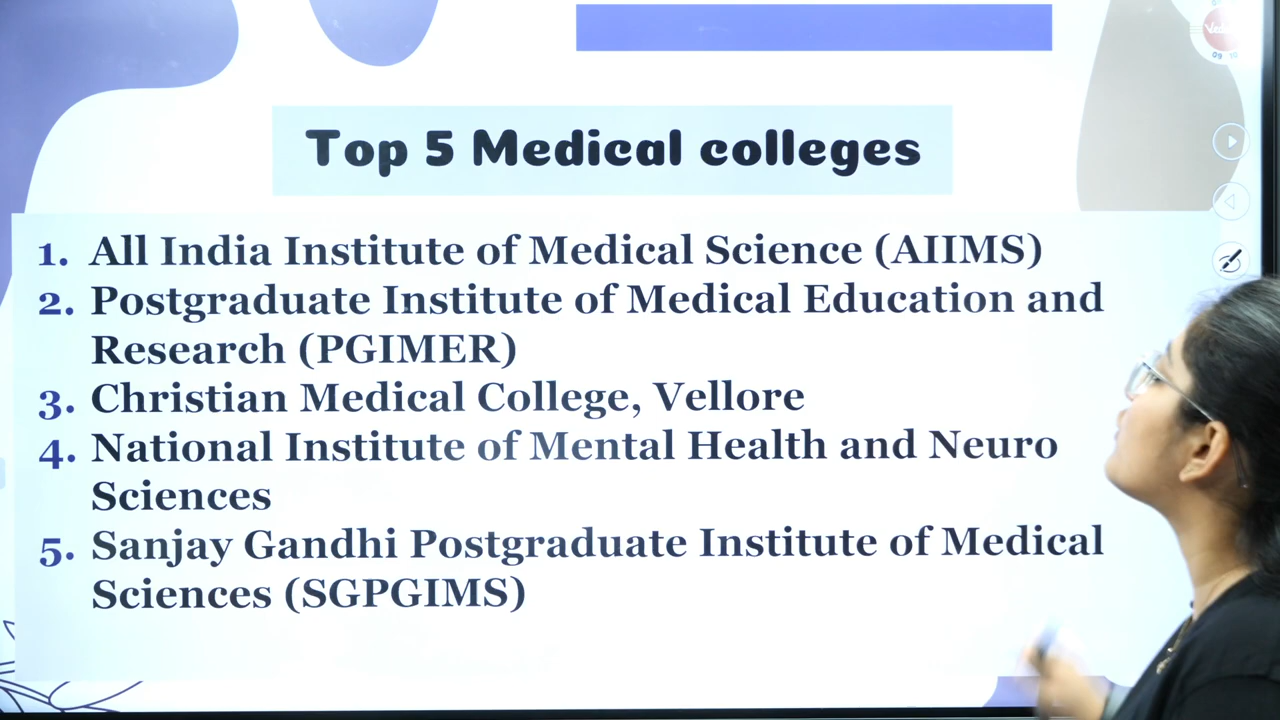 Top 5 Medical colleges
1. All India Institute of Medical Science (AIIMS)
2. Postgraduate Institute of Medical Education and
Research (PGIMER)
3. Christian Medical College, Vellore
4. National Institute of Mental Health and Neuro
Sciences
5. Sanjay Gandhi Postgraduate Institute of Medical
Sciences (SGPGIMS)